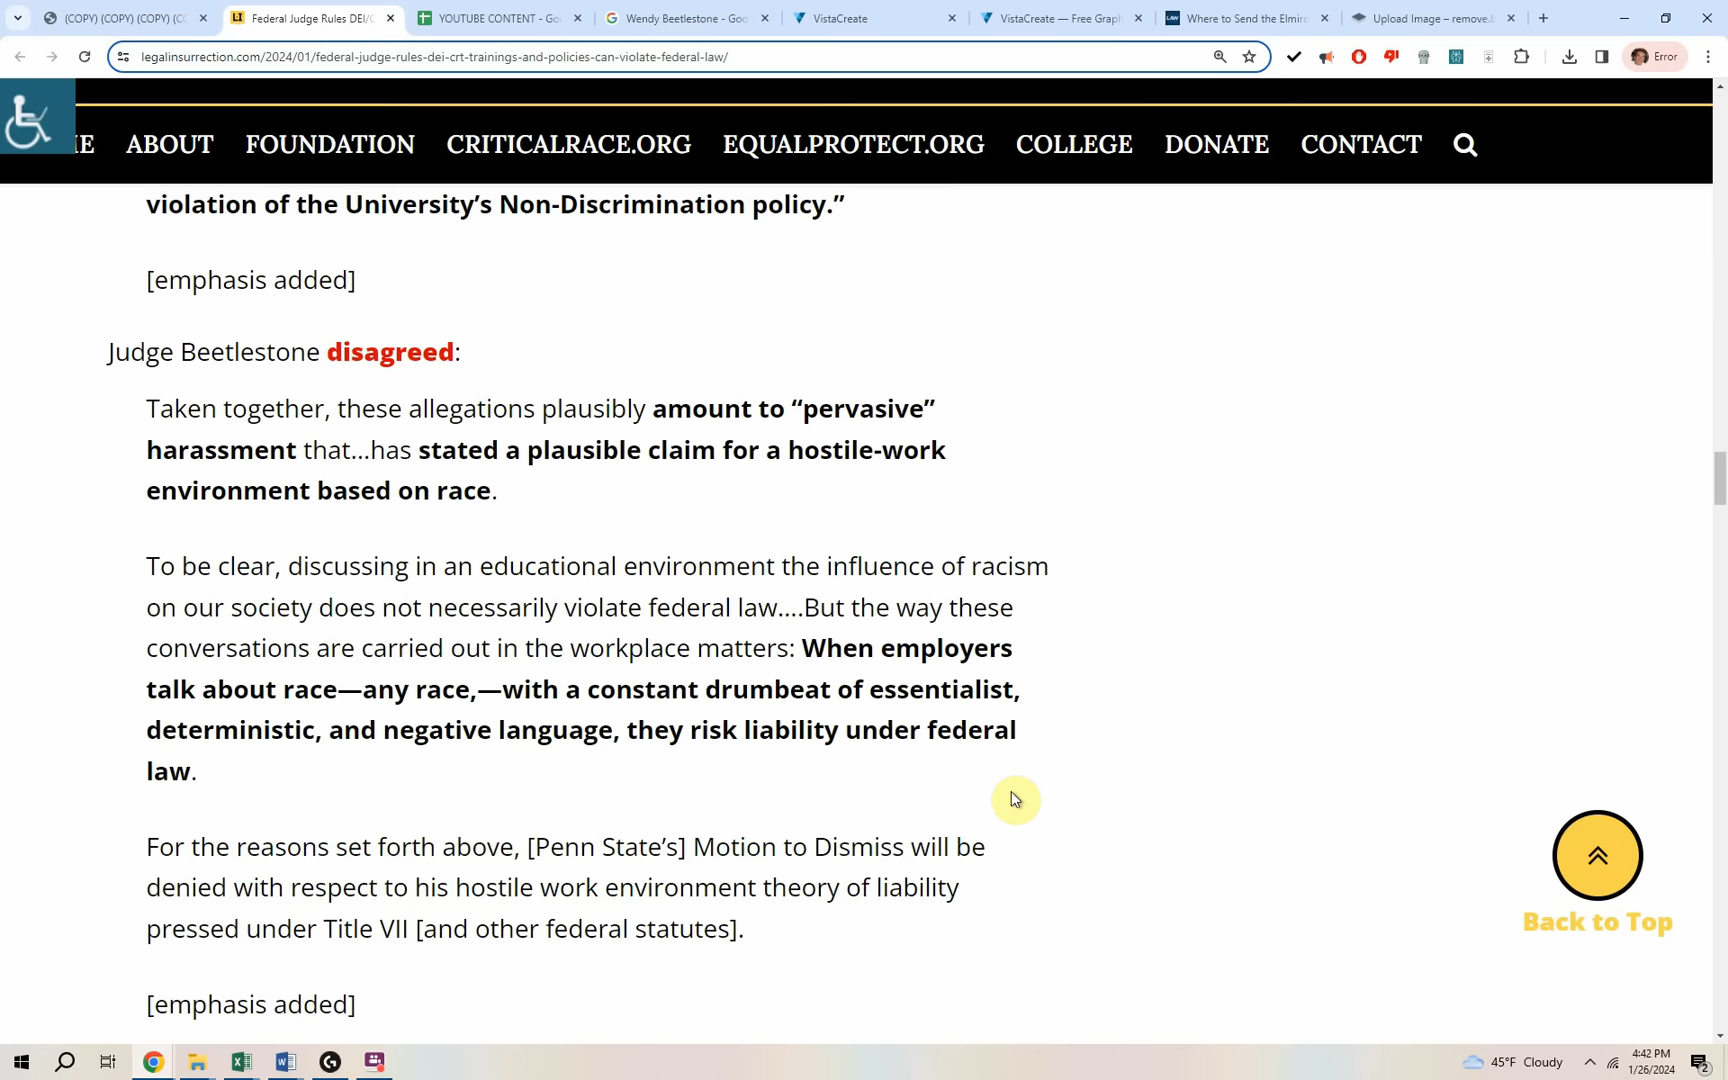 (COPY) (COPY) (COPY) (C
Federal Judge Rules DEI/C
YOUTUBE CONTENT - Go
Wendy Beetlestone - Goo
VistaCreate
VistaCreate — Free Graph
LAW
Where to Send the Elmir
Upload Image – remove.b
legalinsurrection.com/2024/01/federal-judge-rules-dei-crt-trainings-and-policies-can-violate-federal-law/
Error
ME ABOUT FOUNDATION CRITICALRACE.ORG EQUALPROTECT.ORG COLLEGE DONATE CONTACT
violation of the University’s Non-Discrimination policy.”
[emphasis added]
Judge Beetlestone disagreed:
Taken together, these allegations plausibly amount to “pervasive”
harassment that…has stated a plausible claim for a hostile-work
environment based on race.
To be clear, discussing in an educational environment the influence of racism
on our society does not necessarily violate federal law….But the way these
conversations are carried out in the workplace matters: When employers
talk about race—any race,—with a constant drumbeat of essentialist,
deterministic, and negative language, they risk liability under federal
law.
For the reasons set forth above, [Penn State’s] Motion to Dismiss will be
denied with respect to his hostile work environment theory of liability
pressed under Title VII [and other federal statutes].
[emphasis added]
Back to Top
45°F Cloudy
4:42 PM
1/26/2024
2